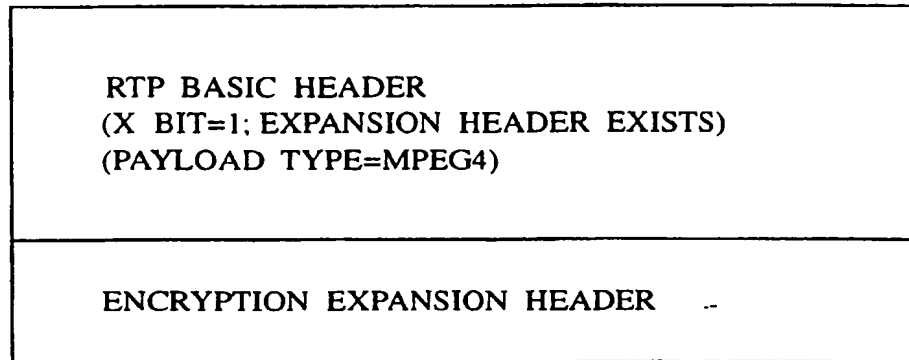 RTP BASIC HEADER
(X BIT=1; EXPANSION HEADER EXISTS)
(PAYLOAD TYPE=MPEG4)
ENCRYPTION EXPANSION HEADER